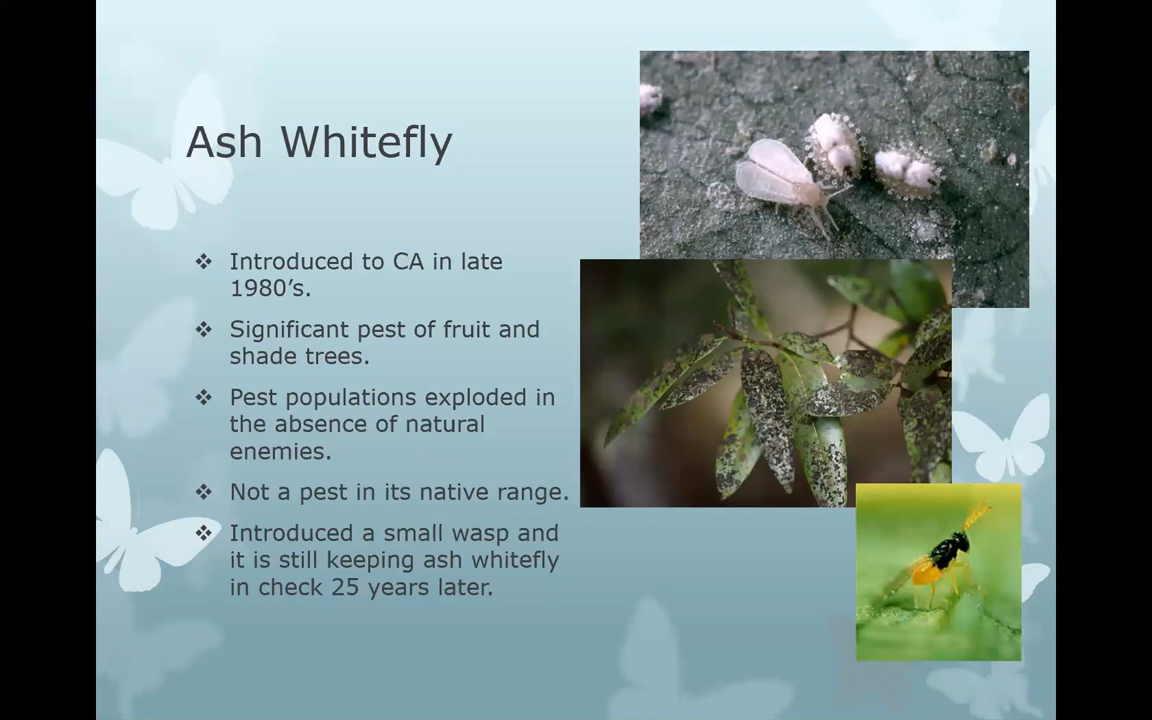 Ash Whitefly
❖ Introduced to CA in late
1980’s.
❖ Significant pest of fruit and
shade trees.
❖ Pest populations exploded in
the absence of natural
enemies.
❖ Not a pest in its native range.
❖ Introduced a small wasp and
it is still keeping ash whitefly
in check 25 years later.